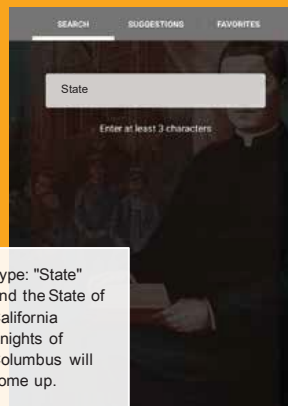 SEARCH SUGGESTIONS FAVORITES
State
Enter at least 3 characters
ype: "State"
nd the State of
alifornia
nights of
olumbus will
ome up.